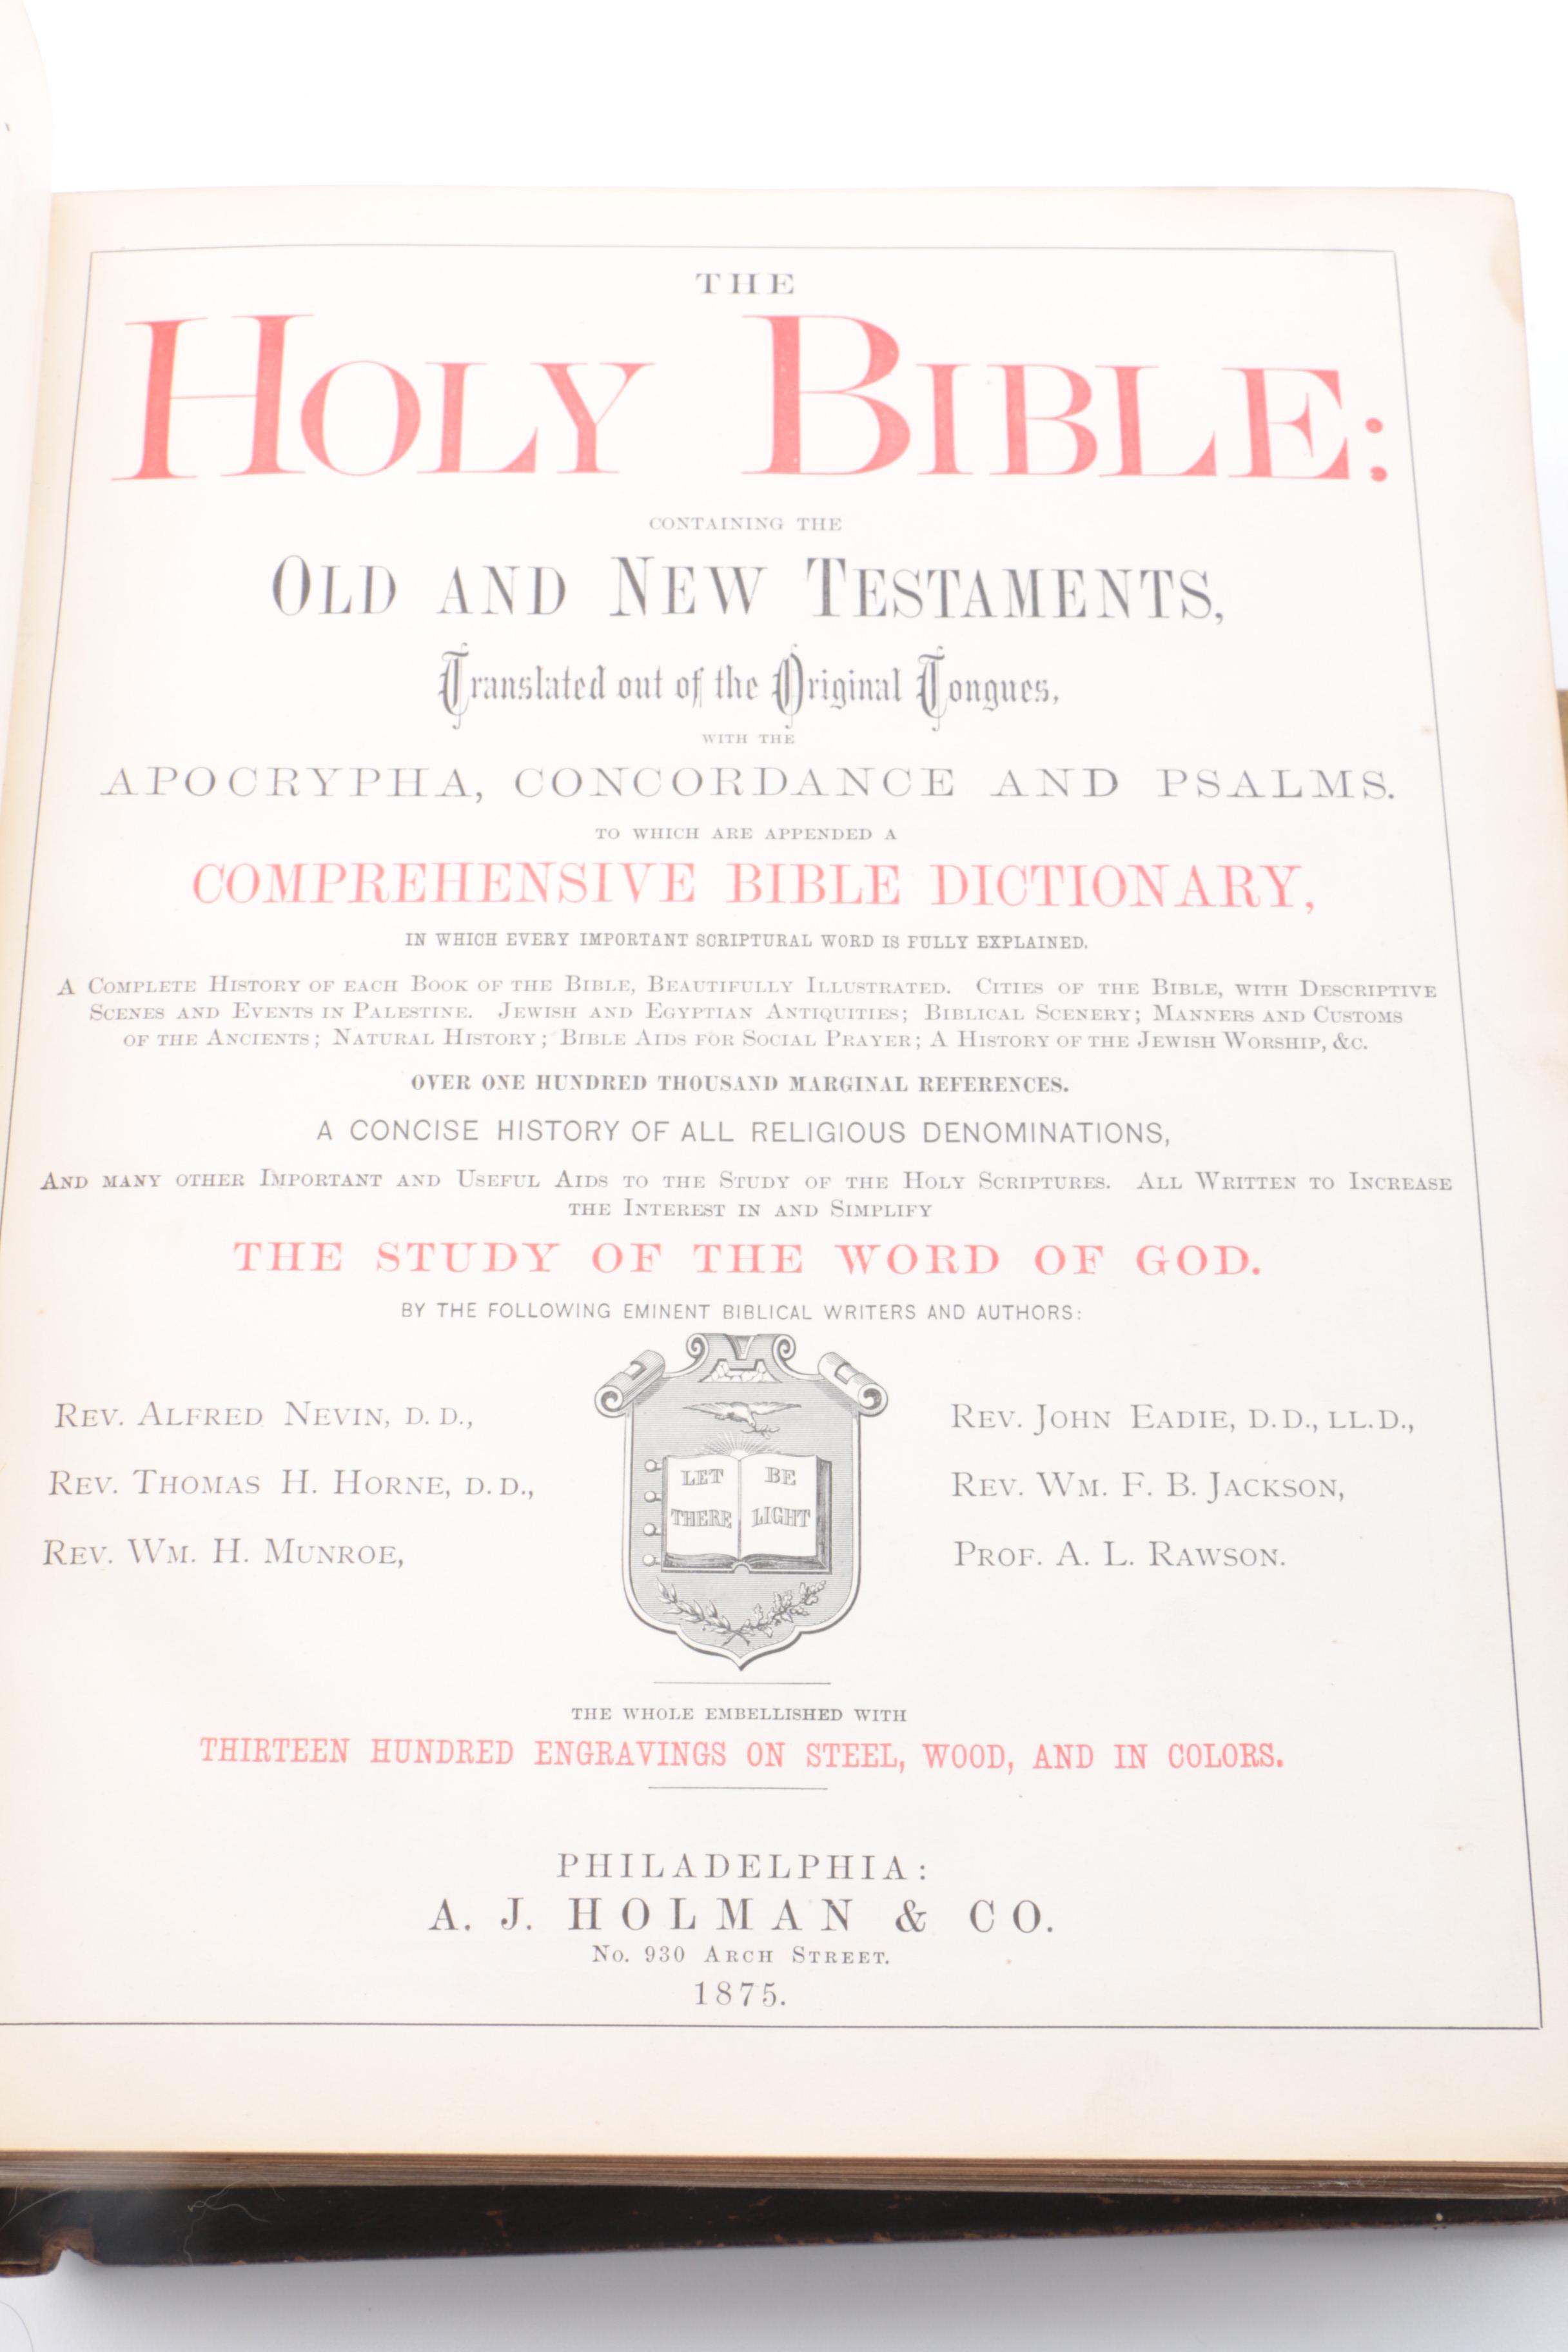 THE
HOLY BIBLE:
CONTAINING THE
OLD AND NEW TESTAMENTS,
Translated out of the Original Tongues,
WITH THE
APOCRYPHA, CONCORDANCE AND PSALMS.
TO WHICH ARE APPENDED A
COMPREHENSIVE BIBLE DICTIONARY,
IN WHICH EVERY IMPORTANT SCRIPTURAL WORD IS FULLY EXPLAINED.
A COMPLETE HISTORY OF EACH BOOK OF THE BIBLE, BEAUTIFULLY ILLUSTRATED. CITIES OF THE BIBLE, WITH DESCRIPTIVE
SCENES AND EVENTS IN PALESTINE. JEWISH AND EGYPTIAN ANTIQUITIES; BIBLICAL SCENERY; MANNERS AND CUSTOMS
OF THE ANCIENTS; NATURAL HISTORY; BIBLE AIDS FOR SOCIAL PRAYER; A HISTORY OF THE JEWISH WORSHIP, &C.
OVER ONE HUNDRED THOUSAND MARGINAL REFERENCES.
A CONCISE HISTORY OF ALL RELIGIOUS DENOMINATIONS,
AND MANY OTHER IMPORTANT AND USEFUL AIDS TO THE STUDY OF THE HOLY SCRIPTURES. ALL WRITTEN TO INCREASE
THE INTEREST IN AND SIMPLIFY
THE STUDY OF THE WORD OF GOD.
BY THE FOLLOWING EMINENT BIBLICAL WRITERS AND AUTHORS:
REV. ALFRED NEVIN, D. D.,
REV. THOMAS H. HORNE, D. D.,
REV. WM. H. MUNROE,
LET THERE
BE LIGHT
REV. JOHN EADIE, D. D., LL. D.,
REV. WM. F. B. JACKSON,
PROF. A. L. RAWSON.
THE WHOLE EMBELLISHED WITH
THIRTEEN HUNDRED ENGRAVINGS ON STEEL, WOOD, AND IN COLORS.
PHILADELPHIA:
A. J. HOLMAN & CO.
NO. 930 ARCH STREET.
1875.